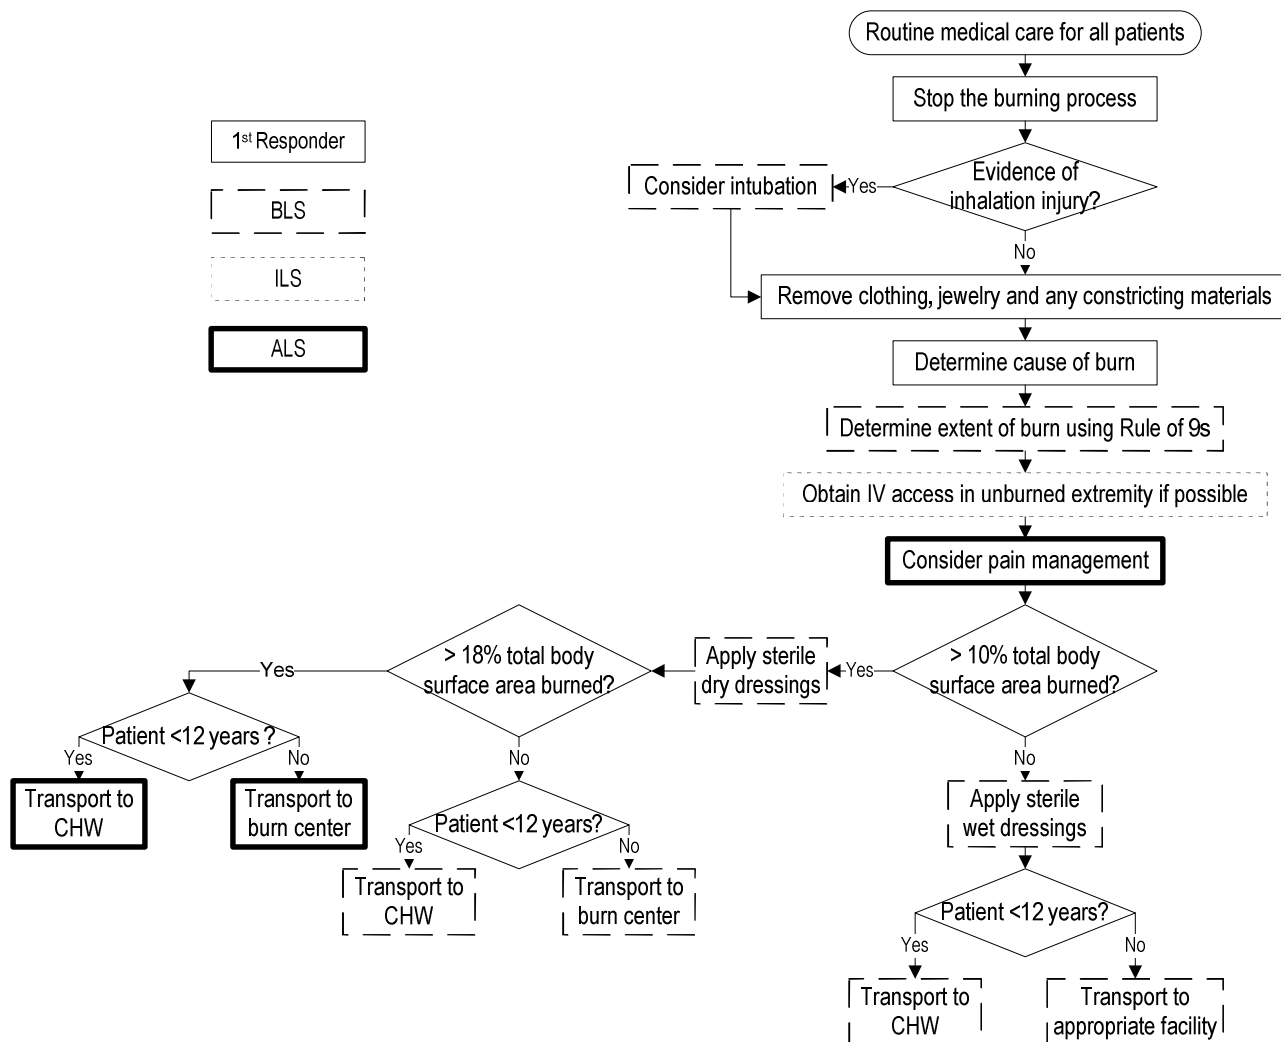 Routine medical care for all patients
Stop the burning process
1st Responder
BLS
ILS
ALS
Evidence of
inhalation injury?
Yes
Consider intubation
No
Remove clothing, jewelry and any constricting materials
Determine cause of burn
Determine extent of burn using Rule of 9s
Obtain IV access in unburned extremity if possible
Consider pain management
> 10% total body
surface area burned?
Yes
Apply sterile
dry dressings
> 18% total body
surface area burned?
Yes
Patient <12 years ?
Yes
No
Transport to
CHW
Transport to
burn center
No
Patient <12 years?
Yes
No
Transport to
CHW
Transport to
burn center
No
Apply sterile
wet dressings
Patient <12 years?
Yes
No
Transport to
CHW
Transport to
appropriate facility